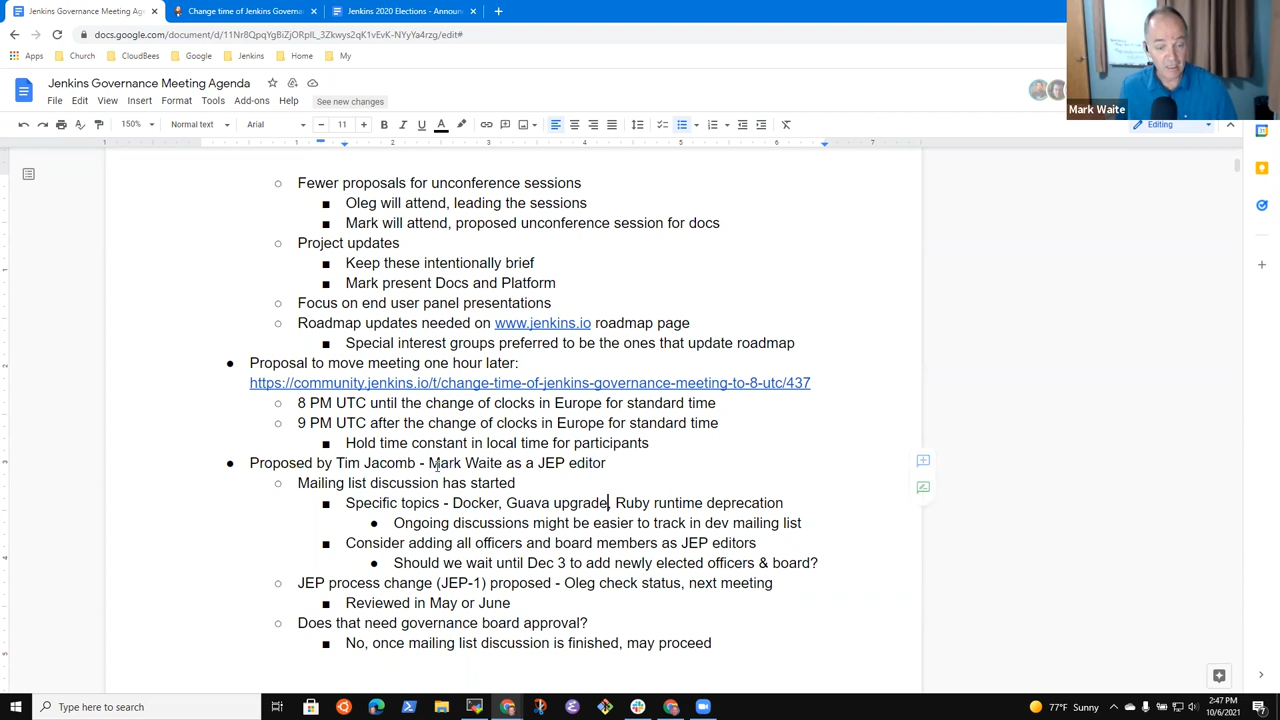 Jenkins Governance Meeting Age
Change time of Jenkins Governa
Jenkins 2020 Elections - Announ
docs.google.com/document/d/11Nr8QpqYgBiZjORplL_3Zkwys2qK1vEvK-NYyYa4rzg/edit#
Apps Church CloudBees Google Jenkins Home My
Jenkins Governance Meeting Agenda
File Edit View Insert Format Tools Add-ons Help See new changes
Mark Waite
150% Normal text Arial 11 B I U A Editing
1 1 2 3 4 5 6 7
Fewer proposals for unconference sessions
Oleg will attend, leading the sessions
Mark will attend, proposed unconference session for docs
Project updates
Keep these intentionally brief
Mark present Docs and Platform
Focus on end user panel presentations
Roadmap updates needed on www.jenkins.io roadmap page
Special interest groups preferred to be the ones that update roadmap
Proposal to move meeting one hour later:
https://community.jenkins.io/t/change-time-of-jenkins-governance-meeting-to-8-utc/437
8 PM UTC until the change of clocks in Europe for standard time
9 PM UTC after the change of clocks in Europe for standard time
Hold time constant in local time for participants
Proposed by Tim Jacomb - Mark Waite as a JEP editor
Mailing list discussion has started
Specific topics - Docker, Guava upgrade, Ruby runtime deprecation
Ongoing discussions might be easier to track in dev mailing list
Consider adding all officers and board members as JEP editors
Should we wait until Dec 3 to add newly elected officers & board?
JEP process change (JEP-1) proposed - Oleg check status, next meeting
Reviewed in May or June
Does that need governance board approval?
No, once mailing list discussion is finished, may proceed
Type here to search
77°F Sunny
2:47 PM
10/6/2021